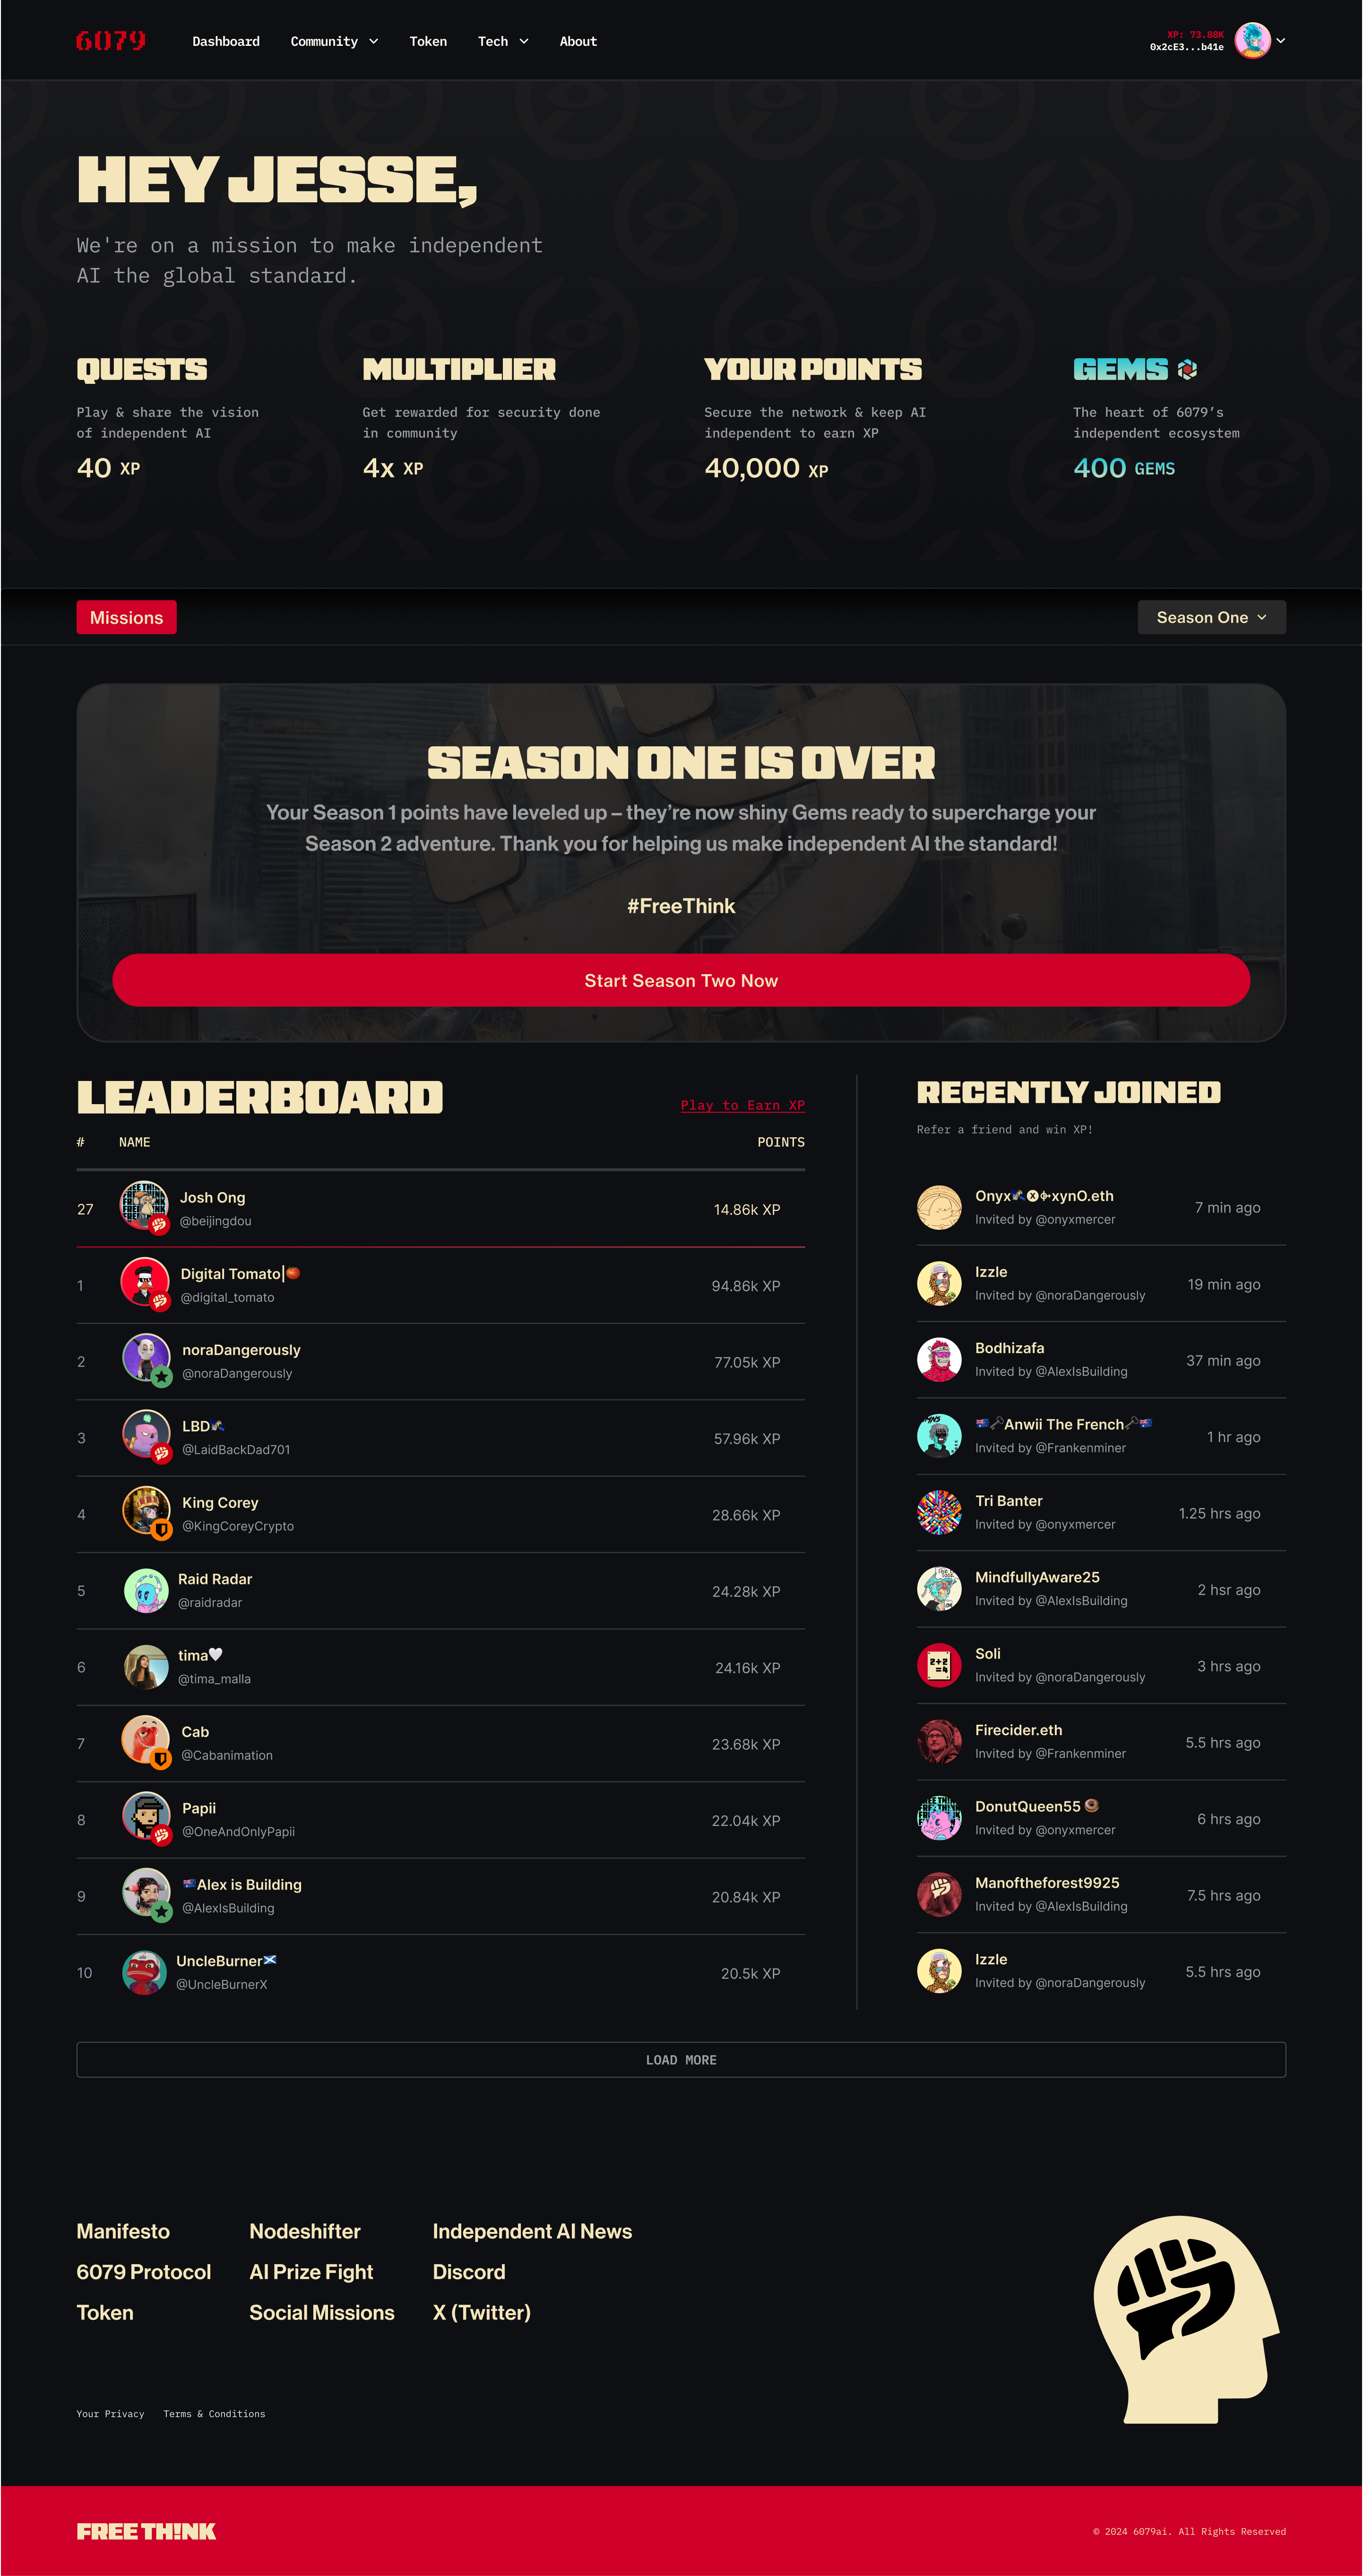 6079
Dashboard
Community
Token
Tech
About
XP: 73.88K
0x2cE3...b41e
HEY JESSE,
We're on a mission to make independent
AI the global standard.
QUESTS
Play & share the vision
of independent AI
40 XP
MULTIPLIER
Get rewarded for security done
in community
4x XP
YOUR POINTS
Secure the network & keep AI
independent to earn XP
40,000 XP
GEMS
The heart of 6079’s
independent ecosystem
400 GEMS
Missions
Season One
SEASON ONE IS OVER
Your Season 1 points have leveled up – they’re now shiny Gems ready to supercharge your
Season 2 adventure. Thank you for helping us make independent AI the standard!
#FreeThink
Start Season Two Now
LEADERBOARD
Play to Earn XP
# NAME POINTS
27 Josh Ong 14.86k XP
@beijingdou
1 Digital Tomato|🍅 94.86k XP
@digital_tomato
2 noraDangerously 77.05k XP
@noraDangerously
3 LBD 57.96k XP
@LaidBackDad701
4 King Corey 28.66k XP
@KingCoreyCrypto
5 Raid Radar 24.28k XP
@raidradar
6 tima🤍 24.16k XP
@tima_malla
7 Cab 23.68k XP
@Cabanimation
8 Papii 22.04k XP
@OneAndOnlyPapii
9 🇦🇺Alex is Building 20.84k XP
@AlexIsBuilding
10 UncleBurner🏴󠁧󠁢󠁳󠁣󠁴󠁿 20.5k XP
@UncleBurnerX
RECENTLY JOINED
Refer a friend and win XP!
Onyx xynO.eth 7 min ago
Invited by @onyxmercer
Izzle 19 min ago
Invited by @noraDangerously
Bodhizafa 37 min ago
Invited by @AlexIsBuilding
🇦🇺🗝Anwii The French🗝🇦🇺 1 hr ago
Invited by @Frankenminer
Tri Banter 1.25 hrs ago
Invited by @onyxmercer
MindfullyAware25 2 hsr ago
Invited by @AlexIsBuilding
2+2
=4
Soli 3 hrs ago
Invited by @noraDangerously
Firecider.eth 5.5 hrs ago
Invited by @Frankenminer
DonutQueen55 🍩 6 hrs ago
Invited by @onyxmercer
Manoftheforest9925 7.5 hrs ago
Invited by @AlexIsBuilding
Izzle 5.5 hrs ago
Invited by @noraDangerously
LOAD MORE
Manifesto
6079 Protocol
Token
Nodeshifter
AI Prize Fight
Social Missions
Independent AI News
Discord
X (Twitter)
Your Privacy
Terms & Conditions
FREE TH!NK
© 2024 6079ai. All Rights Reserved